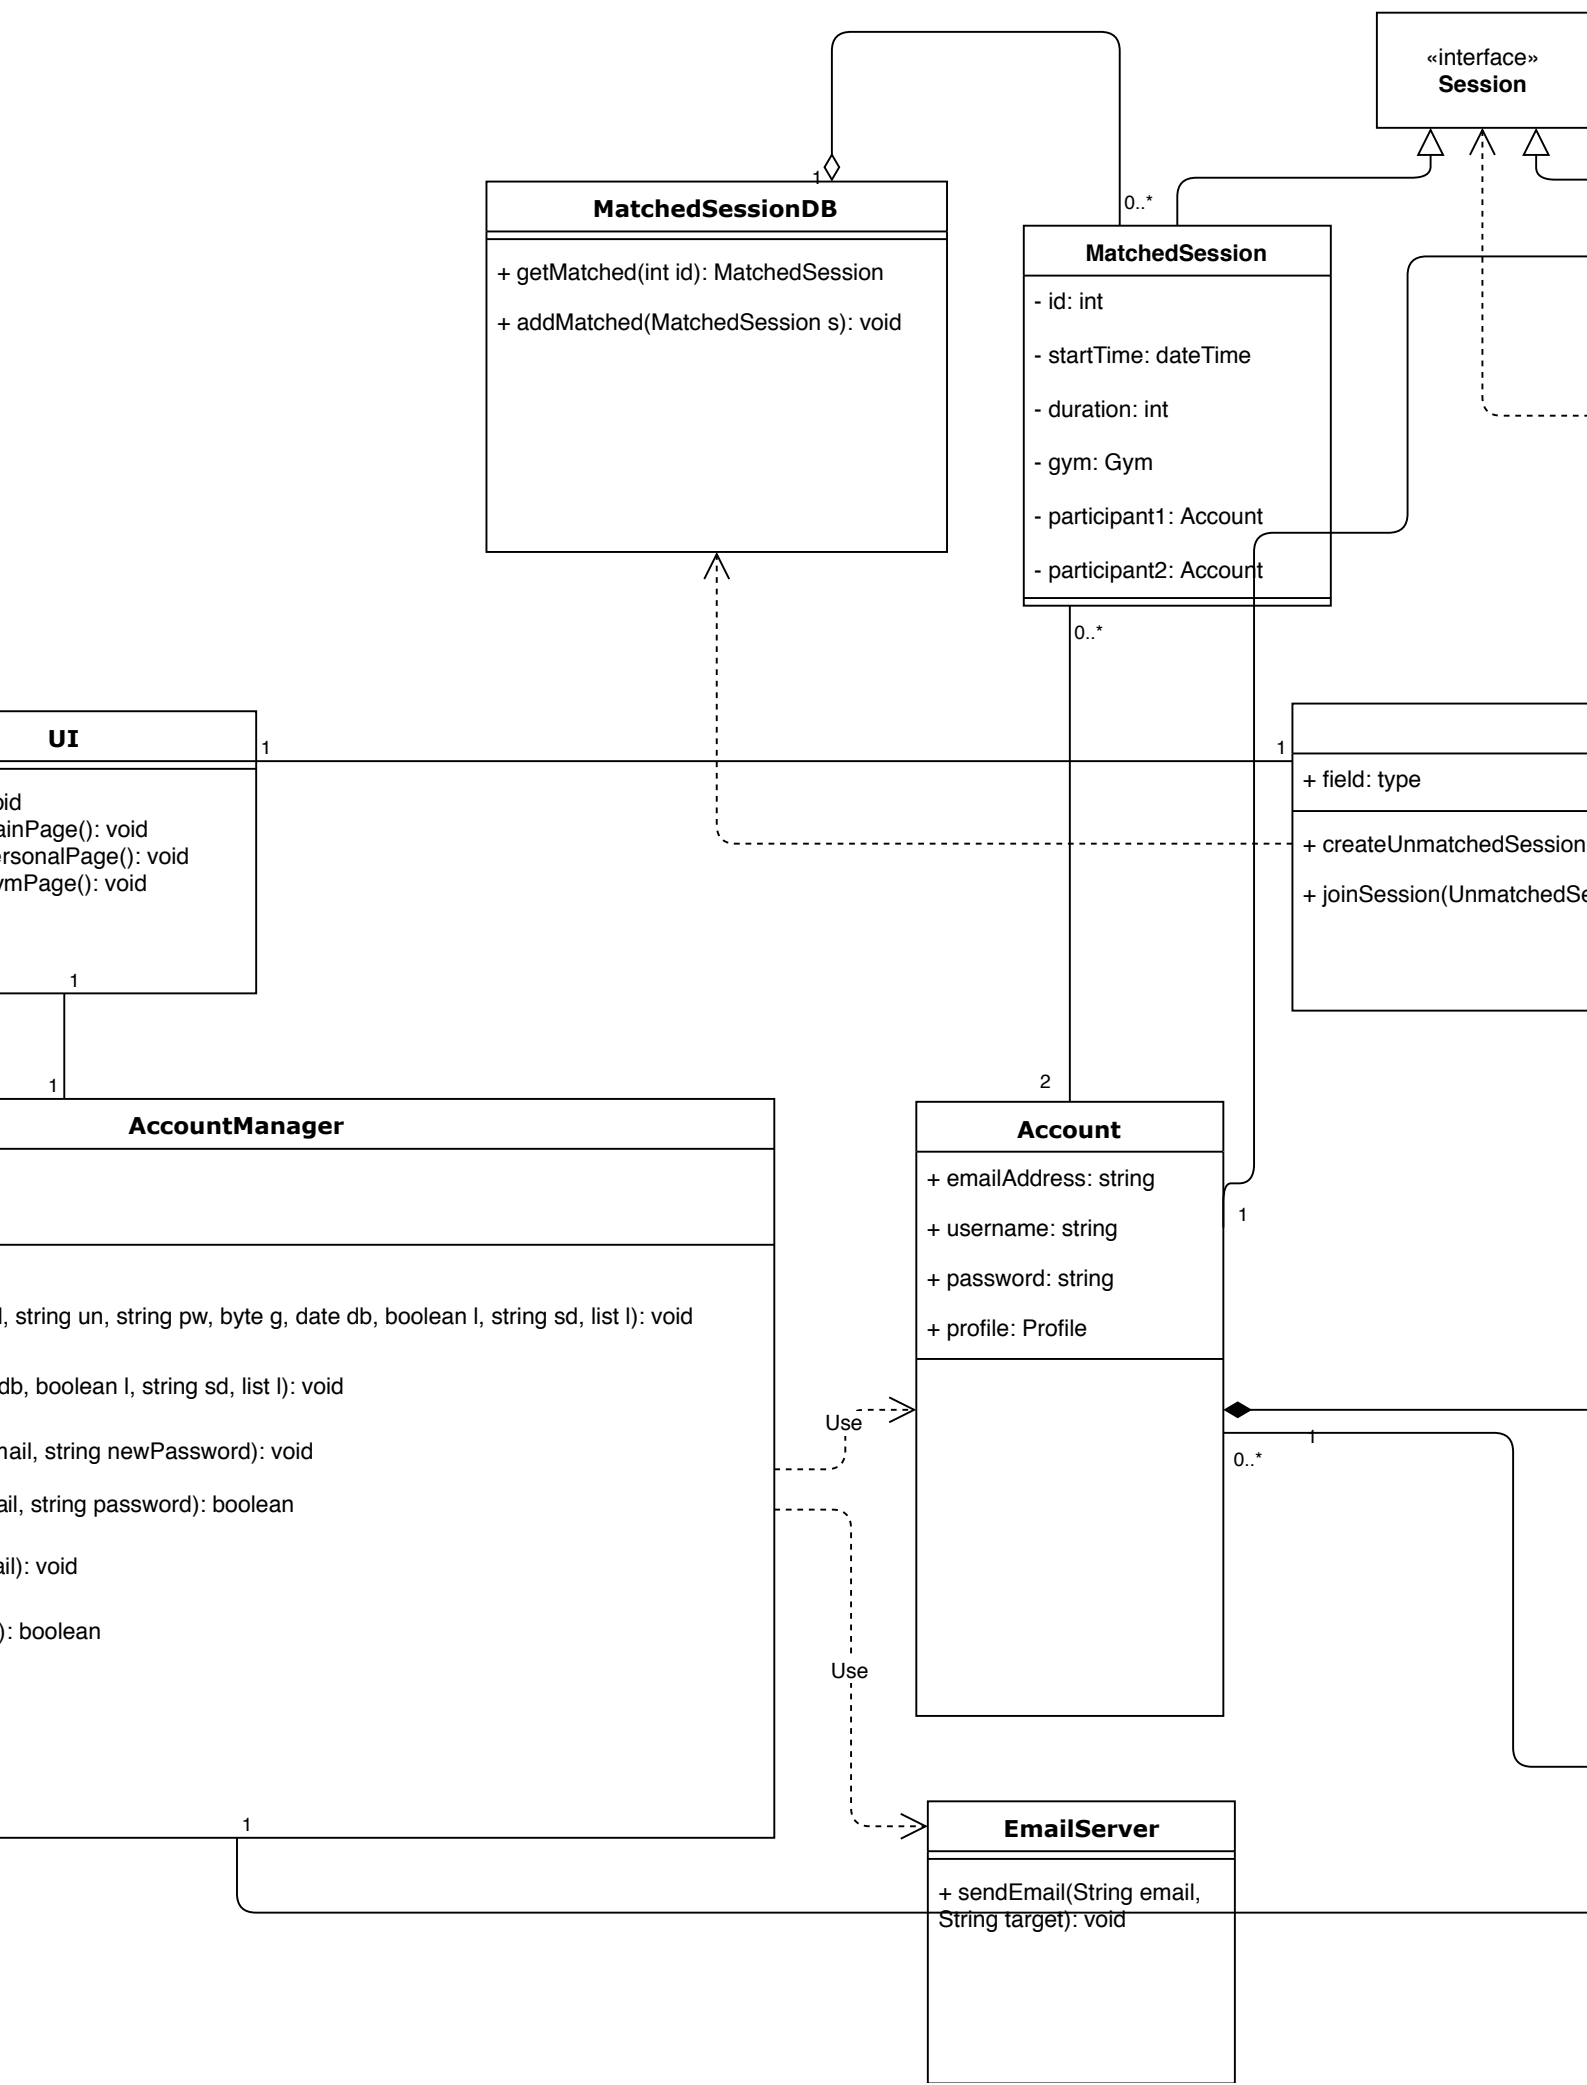 «interface»
Session
1
MatchedSessionDB
+ getMatched(int id): MatchedSession
+ addMatched(MatchedSession s): void
0..*
MatchedSession
- id: int
- startTime: dateTime
- duration: int
- gym: Gym
- participant1: Account
- participant2: Account
0..*
UI
1
1
ainPage(): void
ersonalPage(): void
ymPage(): void
1
+ field: type
+ createUnmatchedSession
+ joinSession(UnmatchedSe
1
2
AccountManager
, string un, string pw, byte g, date db, boolean l, string sd, list l): void
db, boolean l, string sd, list l): void
ail, string newPassword): void
ail, string password): boolean
ail): void
): boolean
1
Account
+ emailAddress: string
+ username: string
+ password: string
+ profile: Profile
1
1
0..*
Use
Use
EmailServer
+ sendEmail(String email,
String target): void